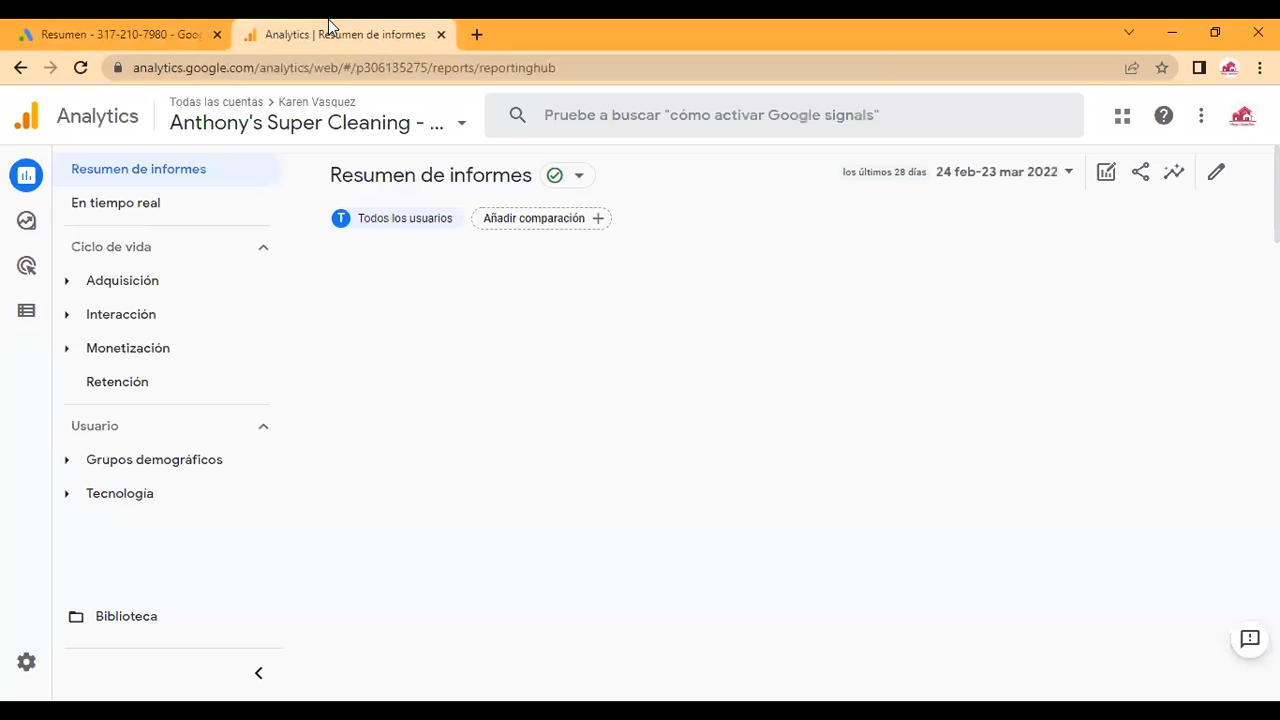 Resumen - 317-210-7980 - Goo
Analytics | Resumen de informes
analytics.google.com/analytics/web/#/p306135275/reports/reportinghub
Analytics
Todas las cuentas > Karen Vasquez
Anthony's Super Cleaning - ...
Pruebe a buscar "cómo activar Google signals"
Resumen de informes
En tiempo real
Ciclo de vida
Adquisición
Interacción
Monetización
Retención
Usuario
Grupos demográficos
Tecnología
Biblioteca
Resumen de informes
los últimos 28 días 24 feb-23 mar 2022
T Todos los usuarios
Añadir comparación +